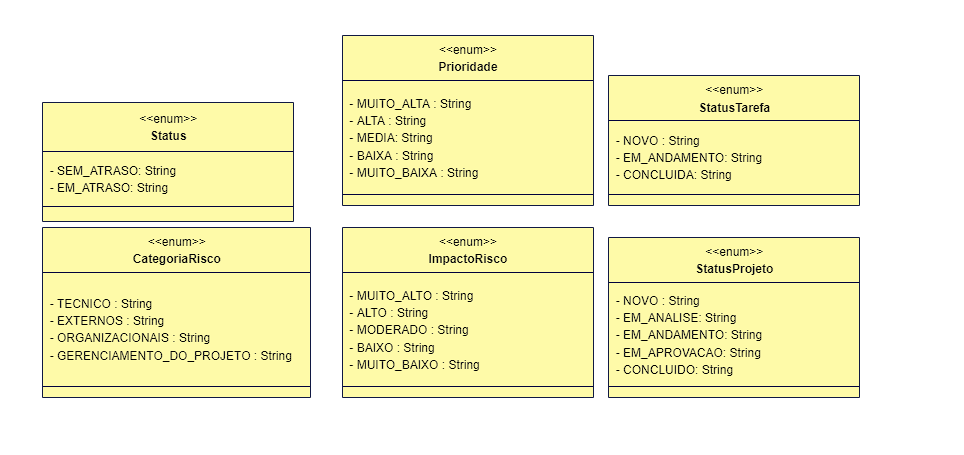 <<enum>>
Status
- SEM_ATRASO: String
- EM_ATRASO: String
<<enum>>
Prioridade
- MUITO_ALTA : String
- ALTA : String
- MEDIA: String
- BAIXA : String
- MUITO_BAIXA : String
<<enum>>
StatusTarefa
- NOVO : String
- EM_ANDAMENTO: String
- CONCLUIDA: String
<<enum>>
CategoriaRisco
- TECNICO : String
- EXTERNOS : String
- ORGANIZACIONAIS : String
- GERENCIAMENTO_DO_PROJETO : String
<<enum>>
ImpactoRisco
- MUITO_ALTO : String
- ALTO : String
- MODERADO : String
- BAIXO : String
- MUITO_BAIXO : String
<<enum>>
StatusProjeto
- NOVO : String
- EM_ANALISE: String
- EM_ANDAMENTO: String
- EM_APROVACAO: String
- CONCLUIDO: String